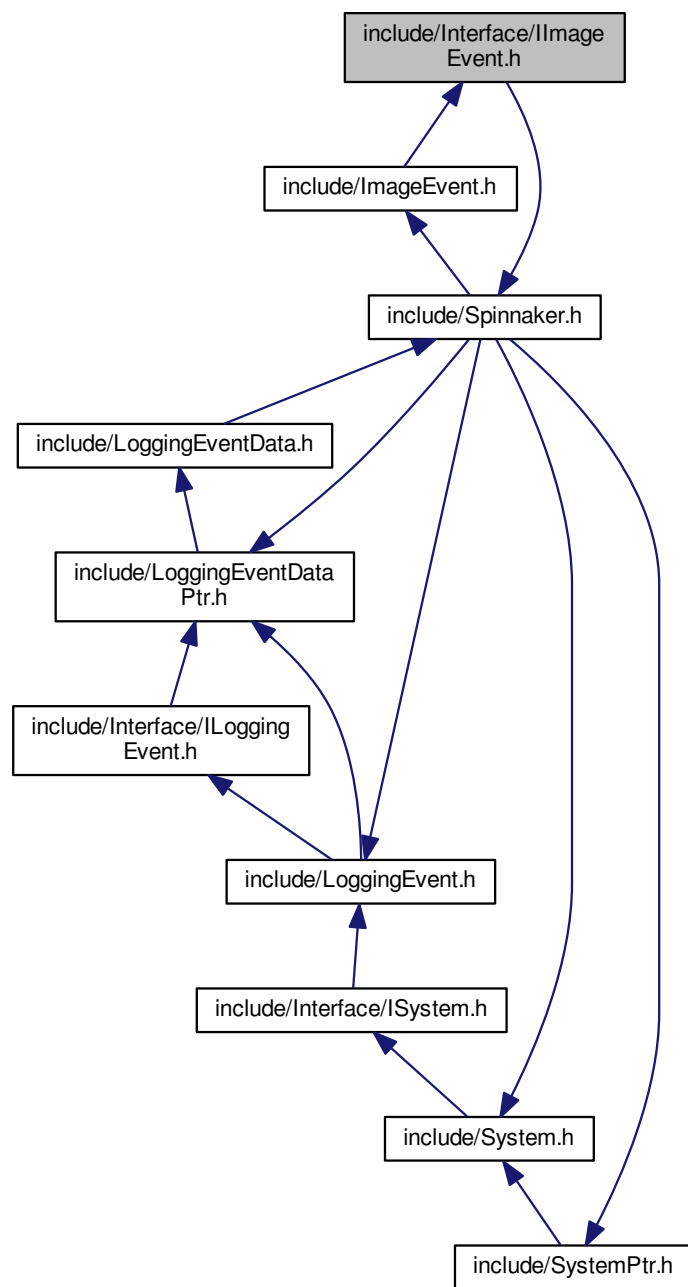 include/Interface/IImage
Event.h
include/ImageEvent.h
include/Spinnaker.h
include/LoggingEventData.h
include/LoggingEventData
Ptr.h
include/Interface/ILogging
Event.h
include/LoggingEvent.h
include/Interface/ISystem.h
include/System.h
include/SystemPtr.h